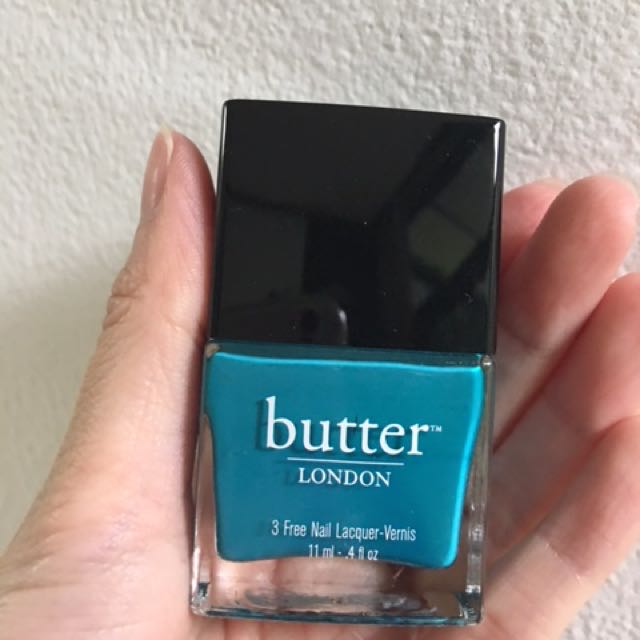 butter™
LONDON
3 Free Nail Lacquer-Vernis
11 ml - .4 fl oz